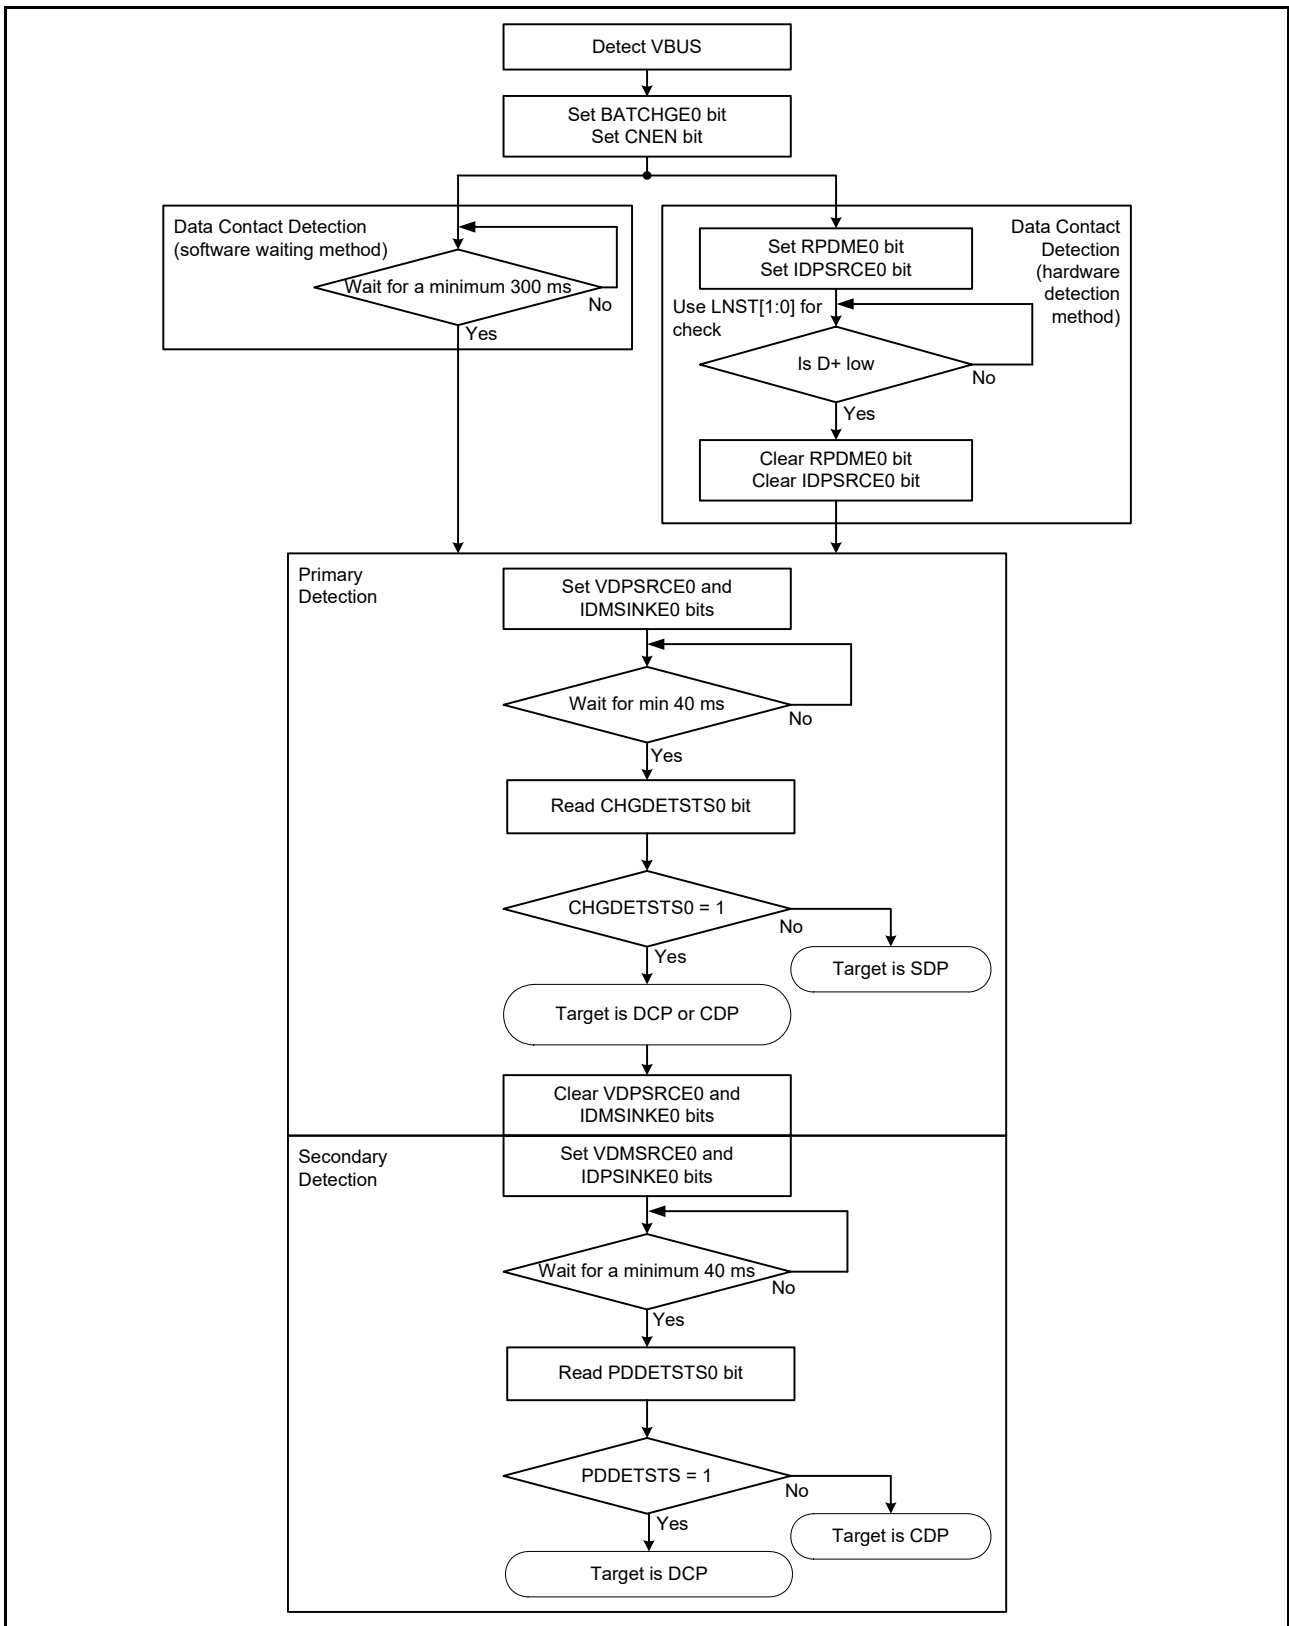 Detect VBUS
Set BATCHGE0 bit
Set CNEN bit
Data Contact Detection
(software waiting method)
Wait for a minimum 300 ms
No
Yes
Data Contact
Detection
(hardware
detection
method)
Set RPDME0 bit
Set IDPSRCE0 bit
Use LNST[1:0] for
check
Is D+ low
No
Yes
Clear RPDME0 bit
Clear IDPSRCE0 bit
Primary
Detection
Set VDPSRCE0 and
IDMSINKE0 bits
Wait for min 40 ms
No
Yes
Read CHGDETSTS0 bit
CHGDETSTS0 = 1
No
Yes
Target is SDP
Target is DCP or CDP
Clear VDPSRCE0 and
IDMSINKE0 bits
Secondary
Detection
Set VDMSRCE0 and
IDPSINKE0 bits
Wait for a minimum 40 ms
No
Yes
Read PDDETSTS0 bit
PDDETSTS = 1
No
Yes
Target is CDP
Target is DCP